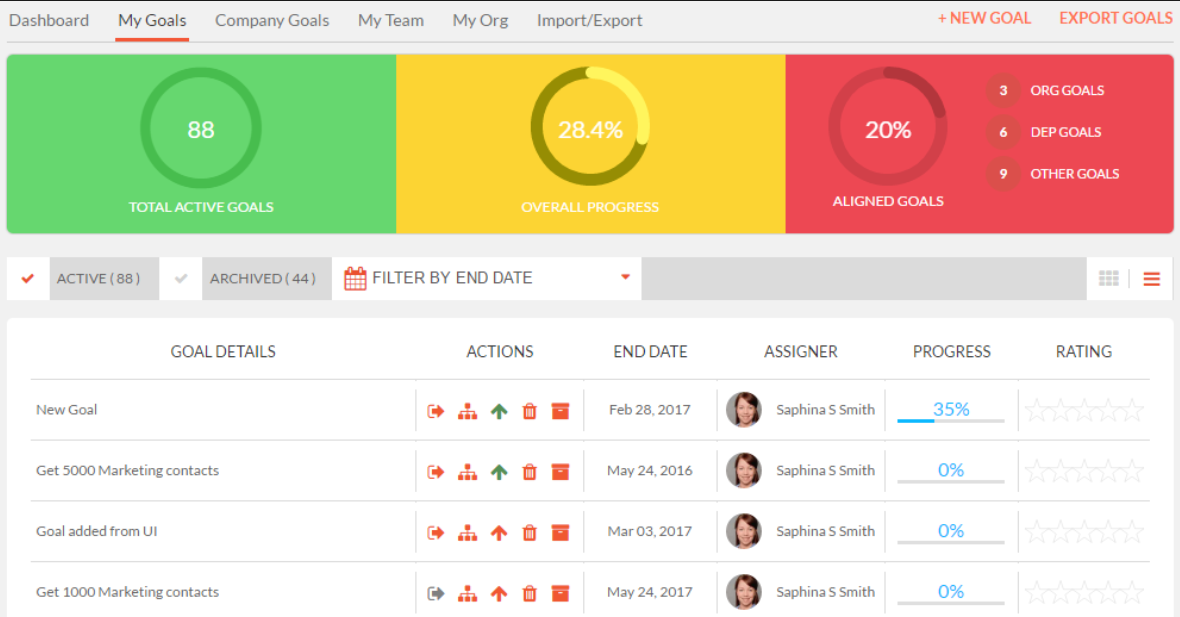 Dashboard My Goals Company Goals My Team My Org Import/Export + NEW GOAL EXPORT GOALS
88
TOTAL ACTIVE GOALS
28.4%
OVERALL PROGRESS
20%
ALIGNED GOALS
3 ORG GOALS
6 DEP GOALS
9 OTHER GOALS
ACTIVE ( 88 ) ARCHIVED ( 44 ) FILTER BY END DATE
GOAL DETAILS ACTIONS END DATE ASSIGNER PROGRESS RATING
New Goal Feb 28, 2017 Saphina S Smith 35%
Get 5000 Marketing contacts May 24, 2016 Saphina S Smith 0%
Goal added from UI Mar 03, 2017 Saphina S Smith 0%
Get 1000 Marketing contacts May 24, 2017 Saphina S Smith 0%